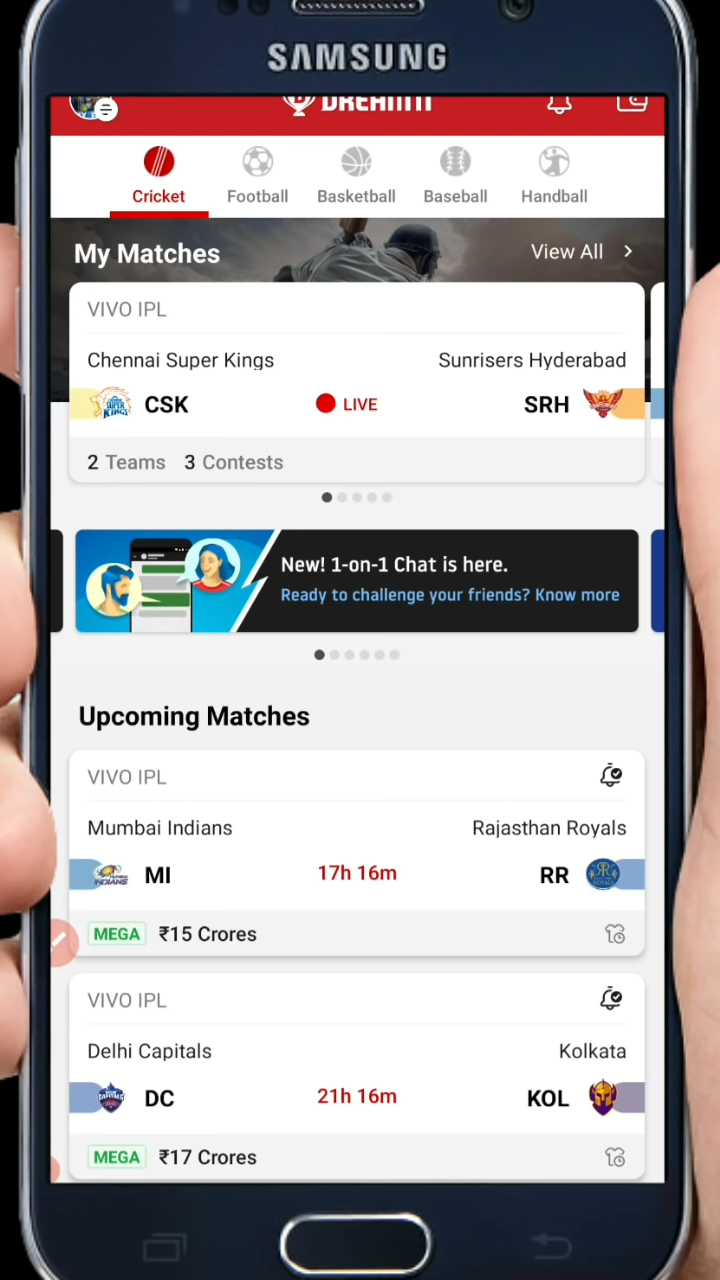 SAMSUNG
DREAM11
Cricket Football Basketball Baseball Handball
My Matches View All
VIVO IPL
Chennai Super Kings Sunrisers Hyderabad
CSK LIVE SRH
2 Teams 3 Contests
New! 1-on-1 Chat is here.
Ready to challenge your friends? Know more
Upcoming Matches
VIVO IPL
Mumbai Indians Rajasthan Royals
MI 17h 16m RR
MEGA ₹15 Crores
VIVO IPL
Delhi Capitals Kolkata
DC 21h 16m KOL
MEGA ₹17 Crores